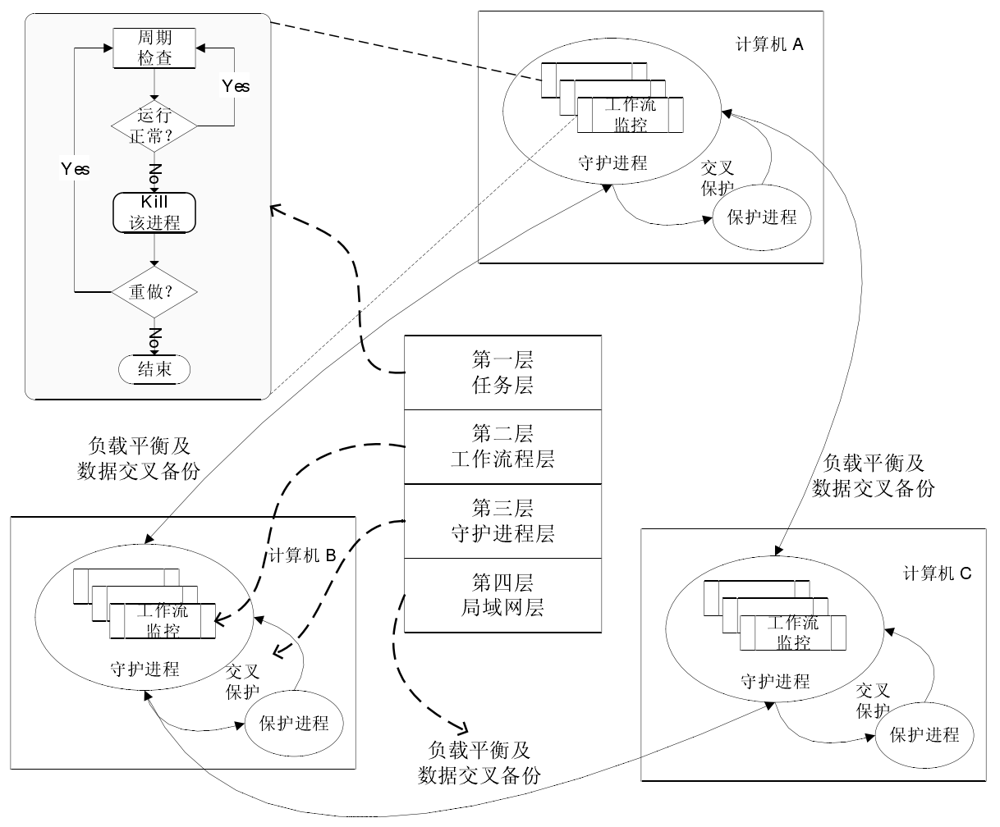 周期
检查
Yes
运行
正常?
Yes
No
Kill
该进程
重做?
No
结束
计算机 A
工作流
监控
守护进程
交叉
保护
保护进程
第一层
任务层
第二层
工作流程层
第三层
守护进程层
第四层
局域网层
负载平衡及
数据交叉备份
负载平衡及
数据交叉备份
计算机 B
工作流
监控
守护进程
交叉
保护
保护进程
计算机 C
工作流
监控
守护进程
交叉
保护
保护进程
负载平衡及
数据交叉备份